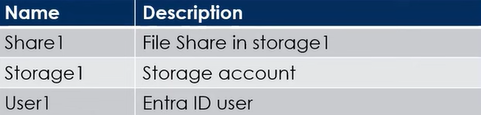 Name Description
Share1 File Share in storage1
Storage1 Storage account
User1 Entra ID user